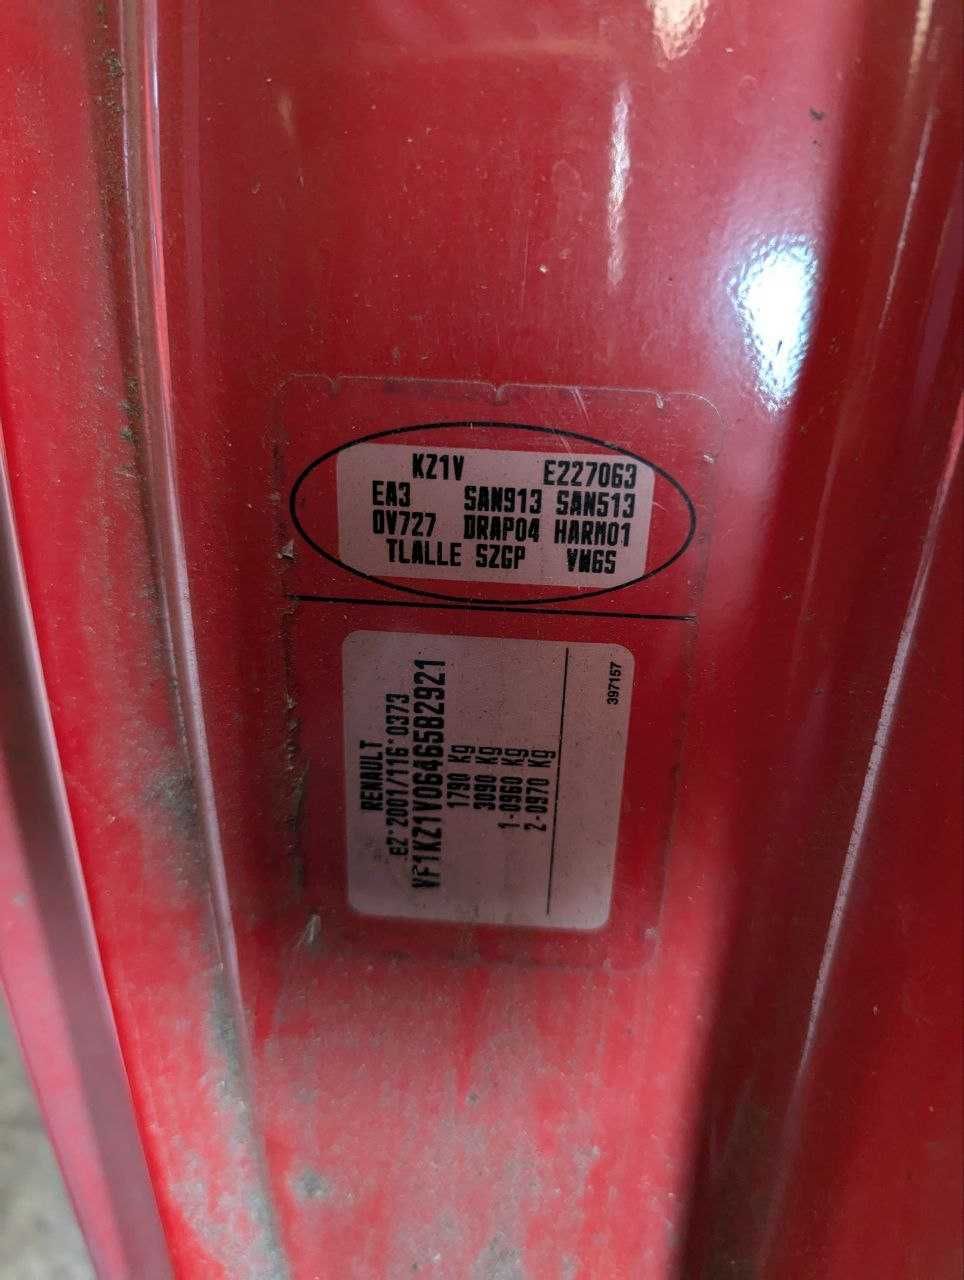 KZ1V E227063
EA3 SAN913 SAN513
OV727 DRAP04 HARM01
TLALLE SZGP VM6S
RENAULT
e2*2001/116*0373
VF1KZ1V0646582921
1790 Kg
3090 Kg
1-0960 Kg
2-0970 Kg
397157